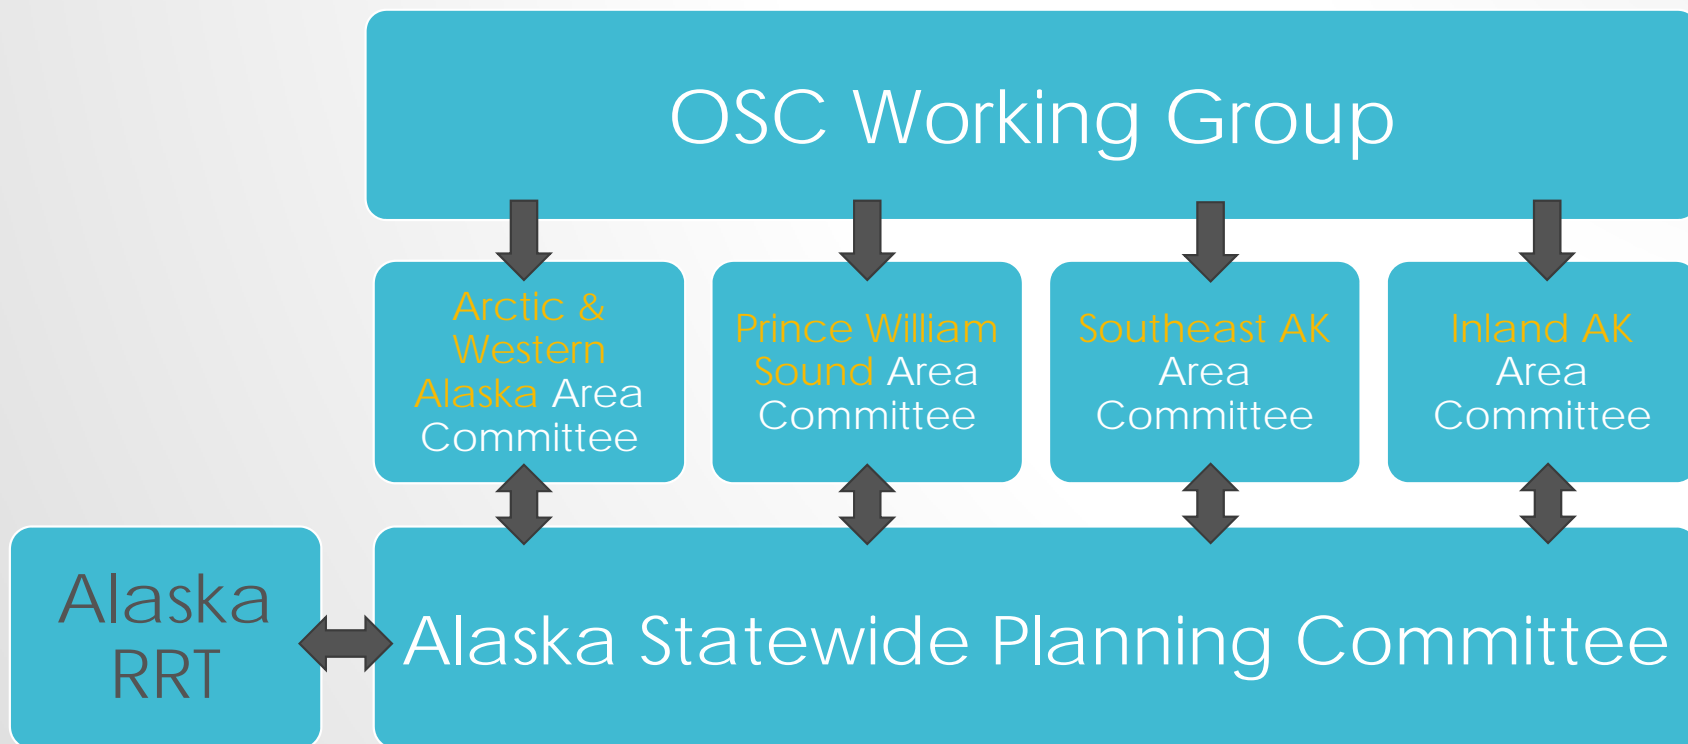 OSC Working Group
Arctic &
Western
Alaska Area
Committee
Prince William
Sound Area
Committee
Southeast AK
Area
Committee
Inland AK
Area
Committee
Alaska
RRT
Alaska Statewide Planning Committee